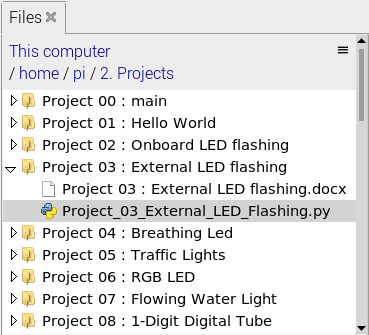 Files
This computer
/ home / pi / 2. Projects
Project 00 : main
Project 01 : Hello World
Project 02 : Onboard LED flashing
Project 03 : External LED flashing
Project 03 : External LED flashing.docx
Project_03_External_LED_Flashing.py
Project 04 : Breathing Led
Project 05 : Traffic Lights
Project 06 : RGB LED
Project 07 : Flowing Water Light
Project 08 : 1-Digit Digital Tube